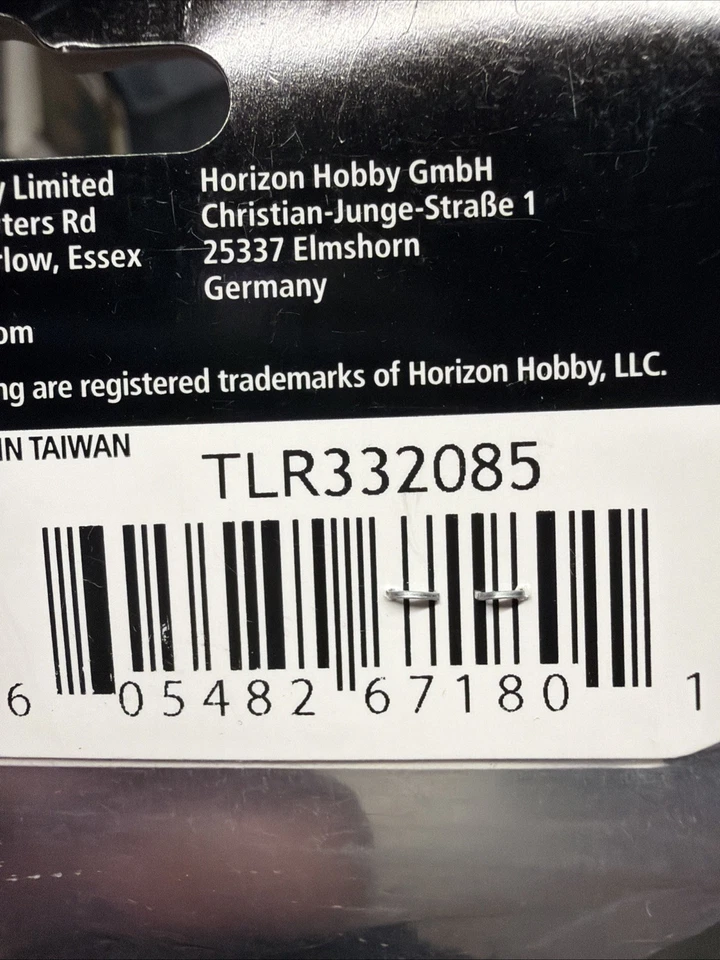 Limited
ters Rd
low, Essex
om
Horizon Hobby GmbH
Christian-Junge-Straße 1
25337 Elmshorn
Germany
ng are registered trademarks of Horizon Hobby, LLC.
IN TAIWAN
TLR332085
6 05482 67180 1